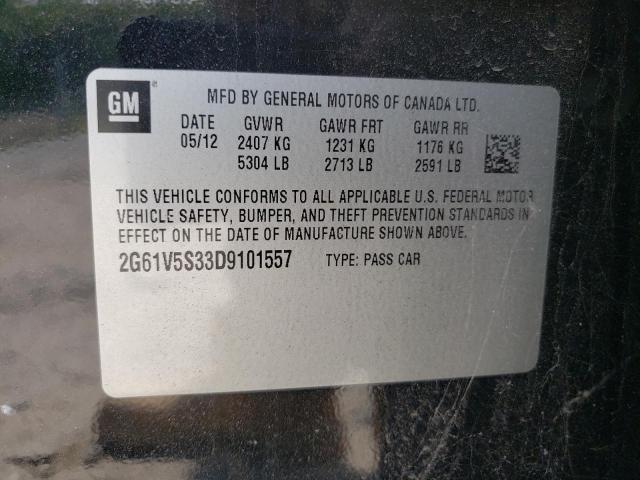 GM ®
MFD BY GENERAL MOTORS OF CANADA LTD.
DATE GVWR GAWR FRT GAWR RR
05/12 2407 KG 1231 KG 1176 KG
5304 LB 2713 LB 2591 LB
THIS VEHICLE CONFORMS TO ALL APPLICABLE U.S. FEDERAL MOTOR
VEHICLE SAFETY, BUMPER, AND THEFT PREVENTION STANDARDS IN
EFFECT ON THE DATE OF MANUFACTURE SHOWN ABOVE.
2G61V5S33D9101557 TYPE: PASS CAR